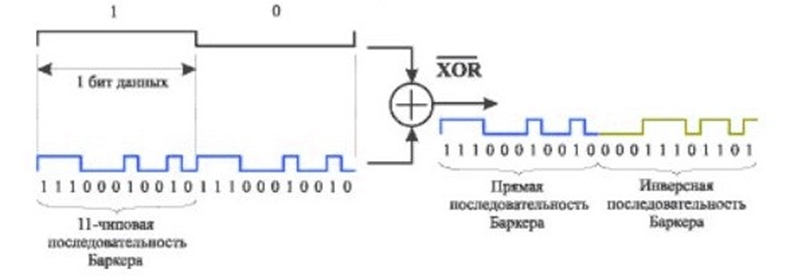 1 0
XOR
1 бит данных
1 1 1 0 0 0 1 0 0 1 0 1 1 1 0 0 0 1 0 0 1 0
1 1 1 0 0 0 1 0 0 1 0 0 0 0 1 1 1 0 1 1 0 1
11-чиповая
последовательность
Баркера
Прямая
последовательность
Баркера
Инверсная
последовательность
Баркера